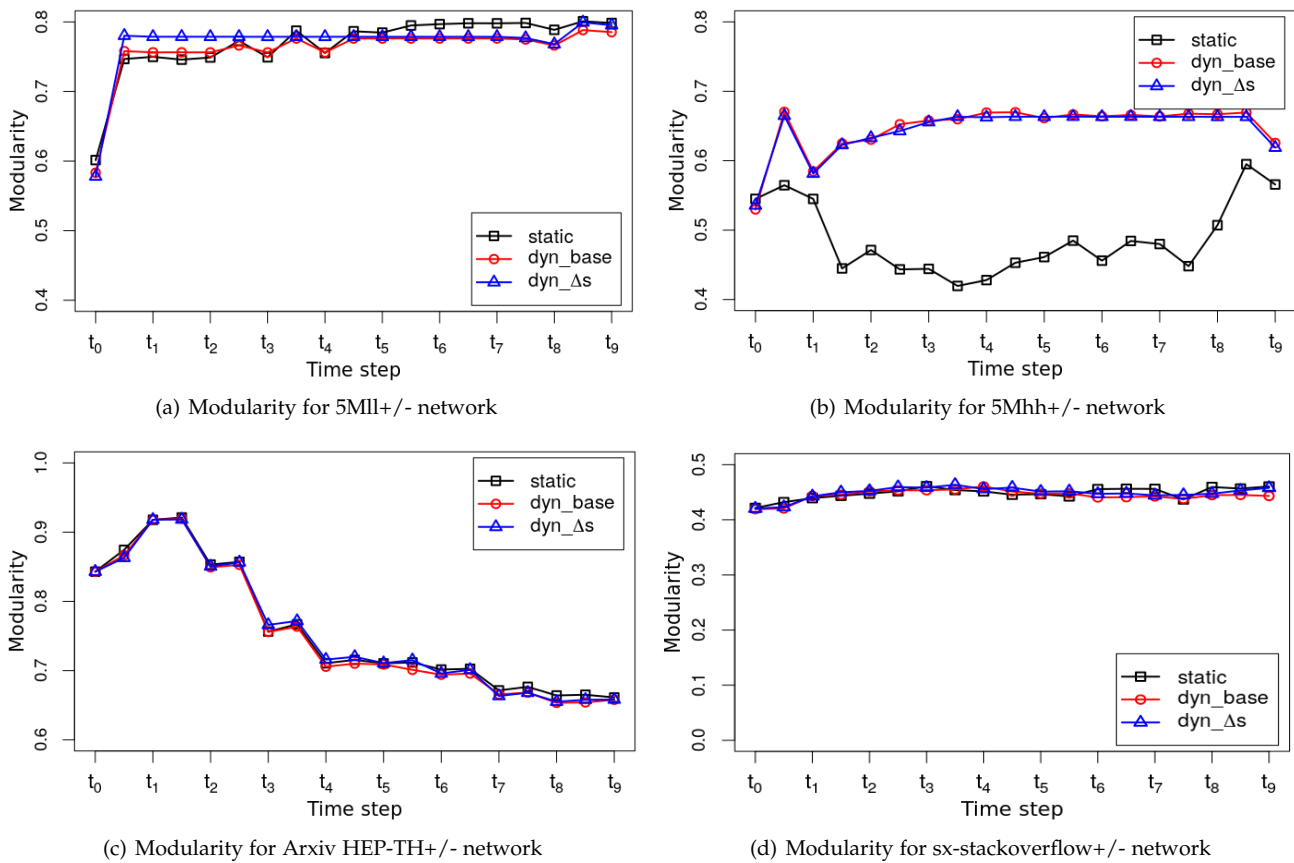 Modularity
0.8
0.7
0.6
0.5
0.4
static
dyn_base
dyn_Δs
t0 t1 t2 t3 t4 t5 t6 t7 t8 t9
Time step
(a) Modularity for 5Mll+/- network
Modularity
0.8
0.7
0.6
0.5
0.4
static
dyn_base
dyn_Δs
t0 t1 t2 t3 t4 t5 t6 t7 t8 t9
Time step
(b) Modularity for 5Mhh+/- network
Modularity
1.0
0.9
0.8
0.7
0.6
static
dyn_base
dyn_Δs
t0 t1 t2 t3 t4 t5 t6 t7 t8 t9
Time step
(c) Modularity for Arxiv HEP-TH+/- network
Modularity
0.5
0.4
0.3
0.2
0.1
0.0
static
dyn_base
dyn_Δs
t0 t1 t2 t3 t4 t5 t6 t7 t8 t9
Time step
(d) Modularity for sx-stackoverflow+/- network